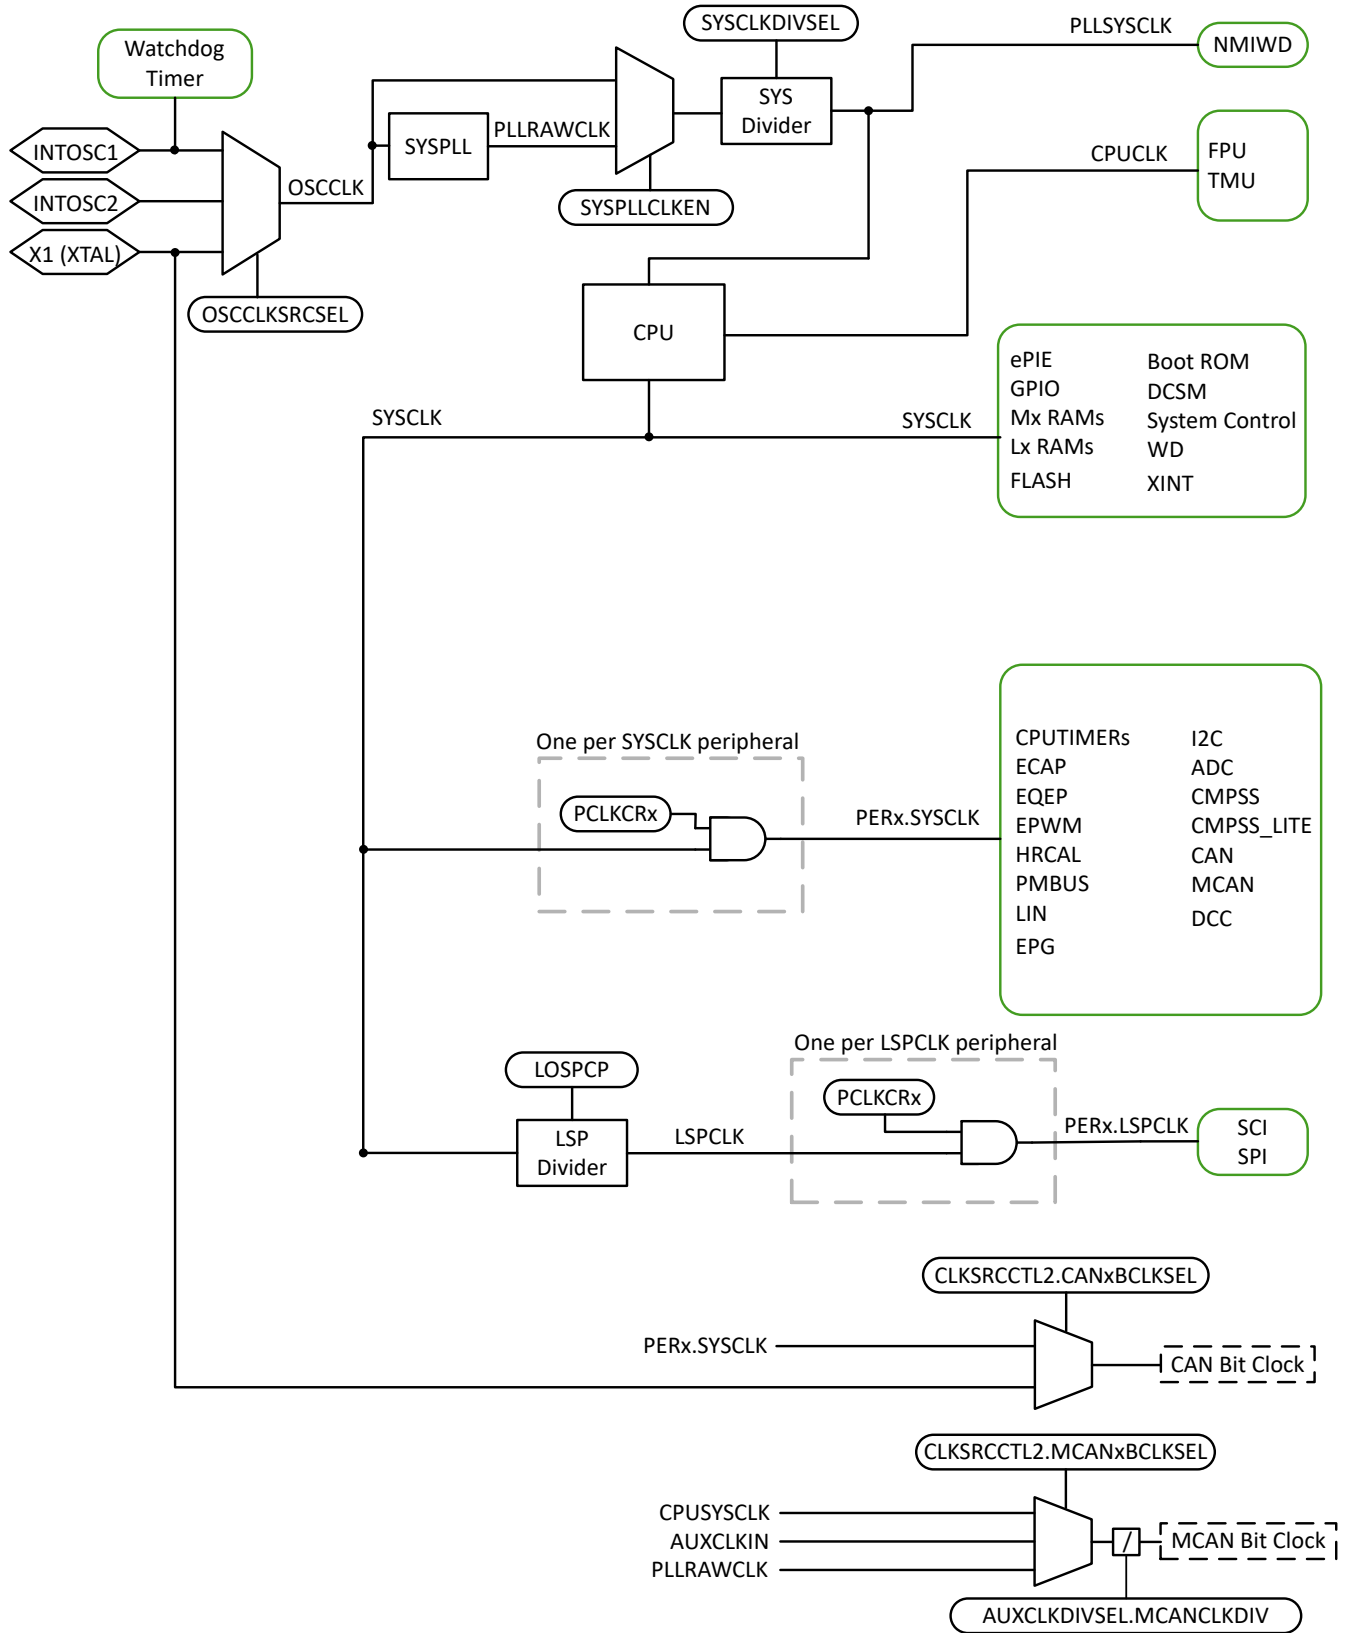 SYSCLKDIVSEL
Watchdog
Timer
PLLSYSCLK
NMIWD
SYS
Divider
INTOSC1
SYSPLL
PLLRAWCLK
CPUCLK
FPU
TMU
INTOSC2
OSCCLK
SYSPLLCLKEN
X1 (XTAL)
OSCCLKSRCSEL
CPU
ePIE
GPIO
Mx RAMs
Lx RAMs
FLASH
Boot ROM
DCSM
System Control
WD
XINT
SYSCLK
SYSCLK
One per SYSCLK peripheral
PCLKCRx
PERx.SYSCLK
CPUTIMERs
ECAP
EQEP
EPWM
HRCAL
PMBUS
LIN
EPG
I2C
ADC
CMPSS
CMPSS_LITE
CAN
MCAN
DCC
One per LSPCLK peripheral
LOSPCP
PCLKCRx
LSP
Divider
LSPCLK
PERx.LSPCLK
SCI
SPI
CLKSRCCTL2.CANxBCLKSEL
PERx.SYSCLK
CAN Bit Clock
CLKSRCCTL2.MCANxBCLKSEL
CPUSYSCLK
AUXCLKIN
PLLRAWCLK
/
MCAN Bit Clock
AUXCLKDIVSEL.MCANCLKDIV